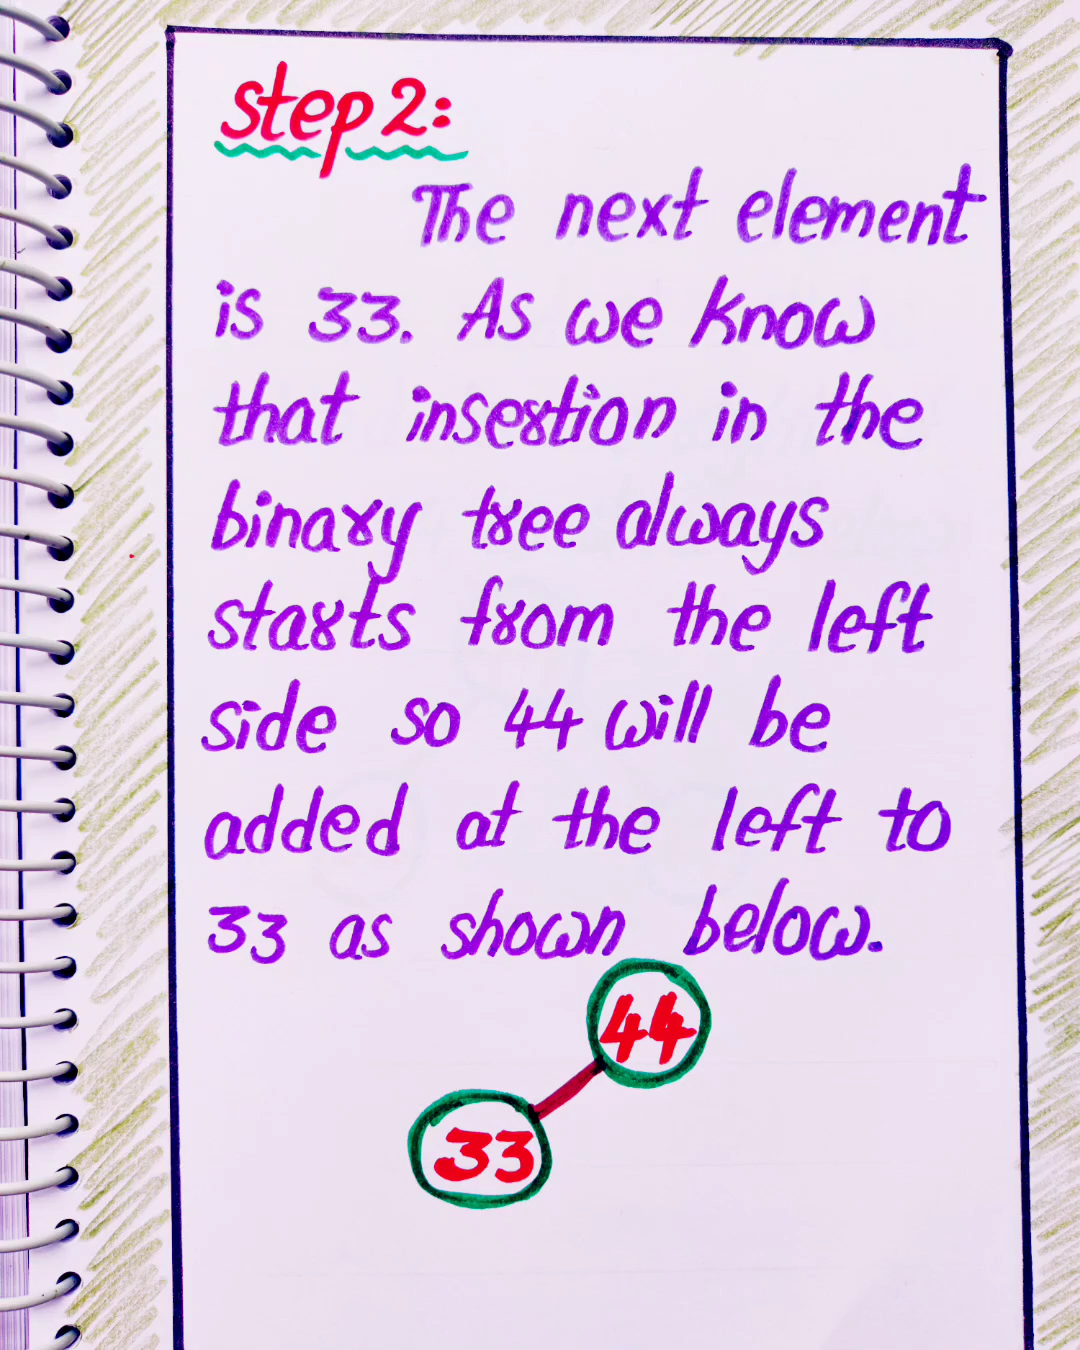 step 2:
The next element
is 33. As we know
that insertion in the
binary tree always
starts from the left
side so 44 will be
added at the left to
33 as shown below.
44
33